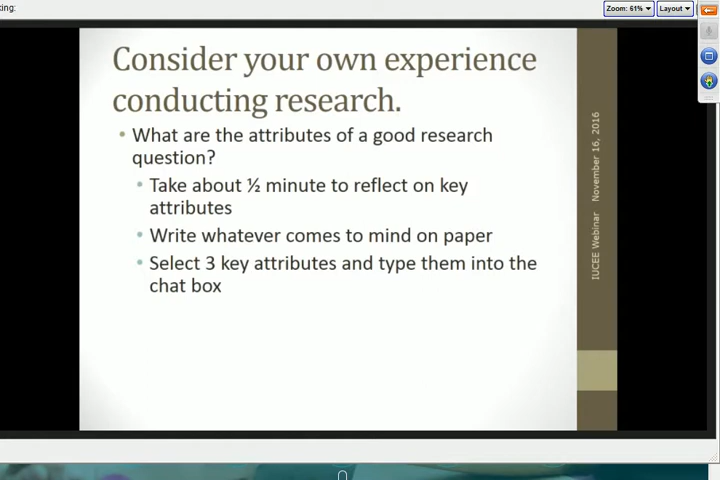 king:
Zoom: 61%
Layout
Consider your own experience
conducting research.
• What are the attributes of a good research
question?
• Take about ½ minute to reflect on key
attributes
• Write whatever comes to mind on paper
• Select 3 key attributes and type them into the
chat box
IUCEE Webinar November 16, 2016